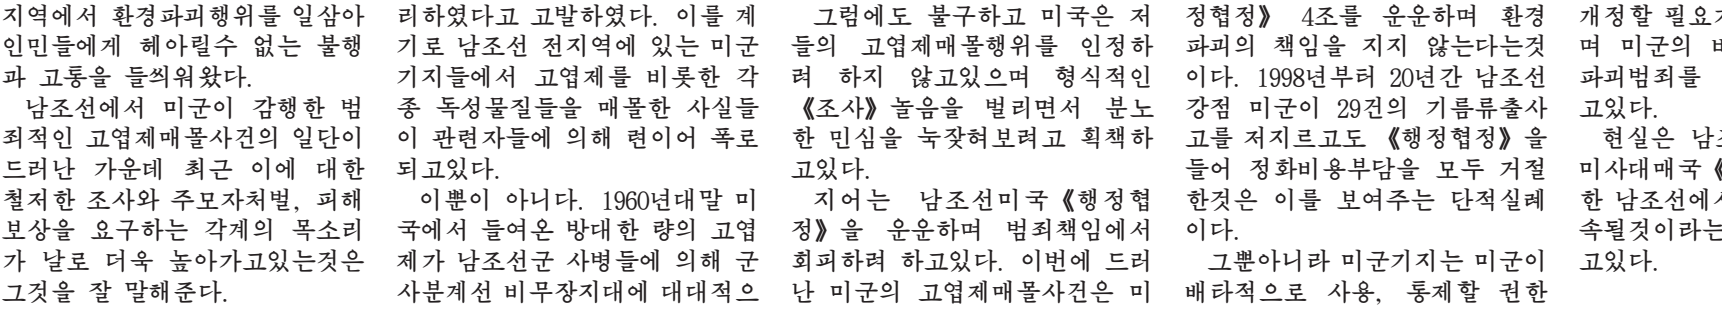 지역에서 환경파괴행위를 일삼아
인민들에게 헤아릴수 없는 불행
과 고통을 들씌워왔다.
남조선에서 미군이 감행한 범
죄적인 고엽제매몰사건의 일단이
드러난 가운데 최근 이에 대한
철저한 조사와 주모자처벌, 피해
보상을 요구하는 각계의 목소리
가 날로 더욱 높아가고있는것은
그것을 잘 말해준다.
리하였다고 고발하였다. 이를 계
기로 남조선 전지역에 있는 미군
기지들에서 고엽제를 비롯한 각
종 독성물질들을 매몰한 사실들
이 관련자들에 의해 련이어 폭로
되고있다.
이뿐이 아니다. 1960년대말 미
국에서 들여온 방대한 량의 고엽
제가 남조선군 사병들에 의해 군
사분계선 비무장지대에 대대적으
그럼에도 불구하고 미국은 저
들의 고엽제매몰행위를 인정하
려 하지 않고있으며 형식적인
《조사》놀음을 벌리면서 분노
한 민심을 눅잦혀보려고 획책하
고있다.
지어는 남조선미국《행정협
정》을 운운하며 범죄책임에서
회피하려 하고있다. 이번에 드러
난 미군의 고엽제매몰사건은 미
정협정》 4조를 운운하며 환경
파괴의 책임을 지지 않는다는것
이다. 1998년부터 20년간 남조선
강점 미군이 29건의 기름류출사
고를 저지르고도 《행정협정》을
들어 정화비용부담을 모두 거절
한것은 이를 보여주는 단적실례
이다.
그뿐아니라 미군기지는 미군이
배타적으로 사용, 통제할 권한
개정할
며 미군의
파괴범죄를
고있다.
현실은
미사대매국
한
속될것이라는
고있다.